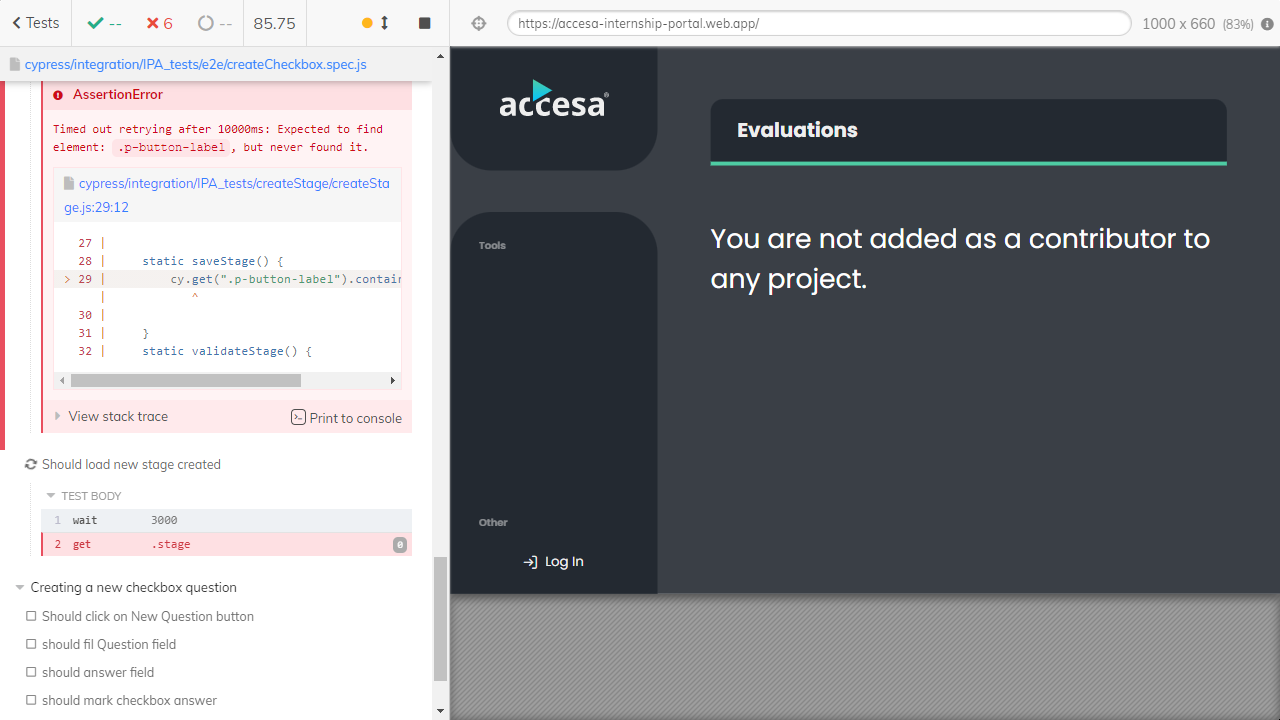 Tests
--
6
--
85.75
https://accesa-internship-portal.web.app/
1000 x 660 (83%)
cypress/integration/IPA_tests/e2e/createCheckbox.spec.js
AssertionError
Timed out retrying after 10000ms: Expected to find
element: .p-button-label, but never found it.
cypress/integration/IPA_tests/createStage/createSta
ge.js:29:12
27 |
28 | static saveStage() {
> 29 | cy.get(".p-button-label").contain
| ^
30 |
31 | }
32 | static validateStage() {
View stack trace
Print to console
Should load new stage created
TEST BODY
1 wait 3000
2 get .stage 0
Creating a new checkbox question
Should click on New Question button
should fil Question field
should answer field
should mark checkbox answer
accesa®
Evaluations
Tools
You are not added as a contributor to
any project.
Other
Log In